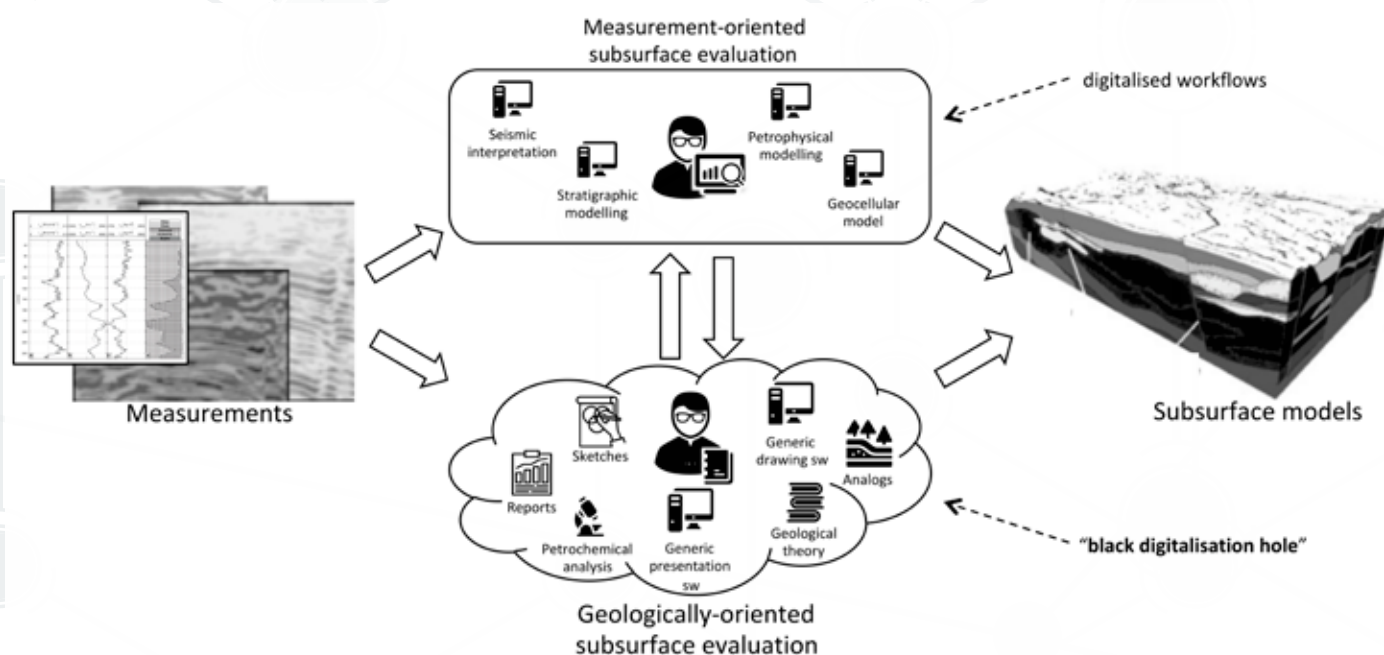 Measurement-oriented
subsurface evaluation
digitalised workflows
Seismic
interpretation
Stratigraphic
modelling
Petrophysical
modelling
Geocellular
model
Measurements
Subsurface models
Sketches
Reports
Petrochemical
analysis
Generic
presentation
sw
Generic
drawing sw
Analogs
Geological
theory
“black digitalisation hole”
Geologically-oriented
subsurface evaluation